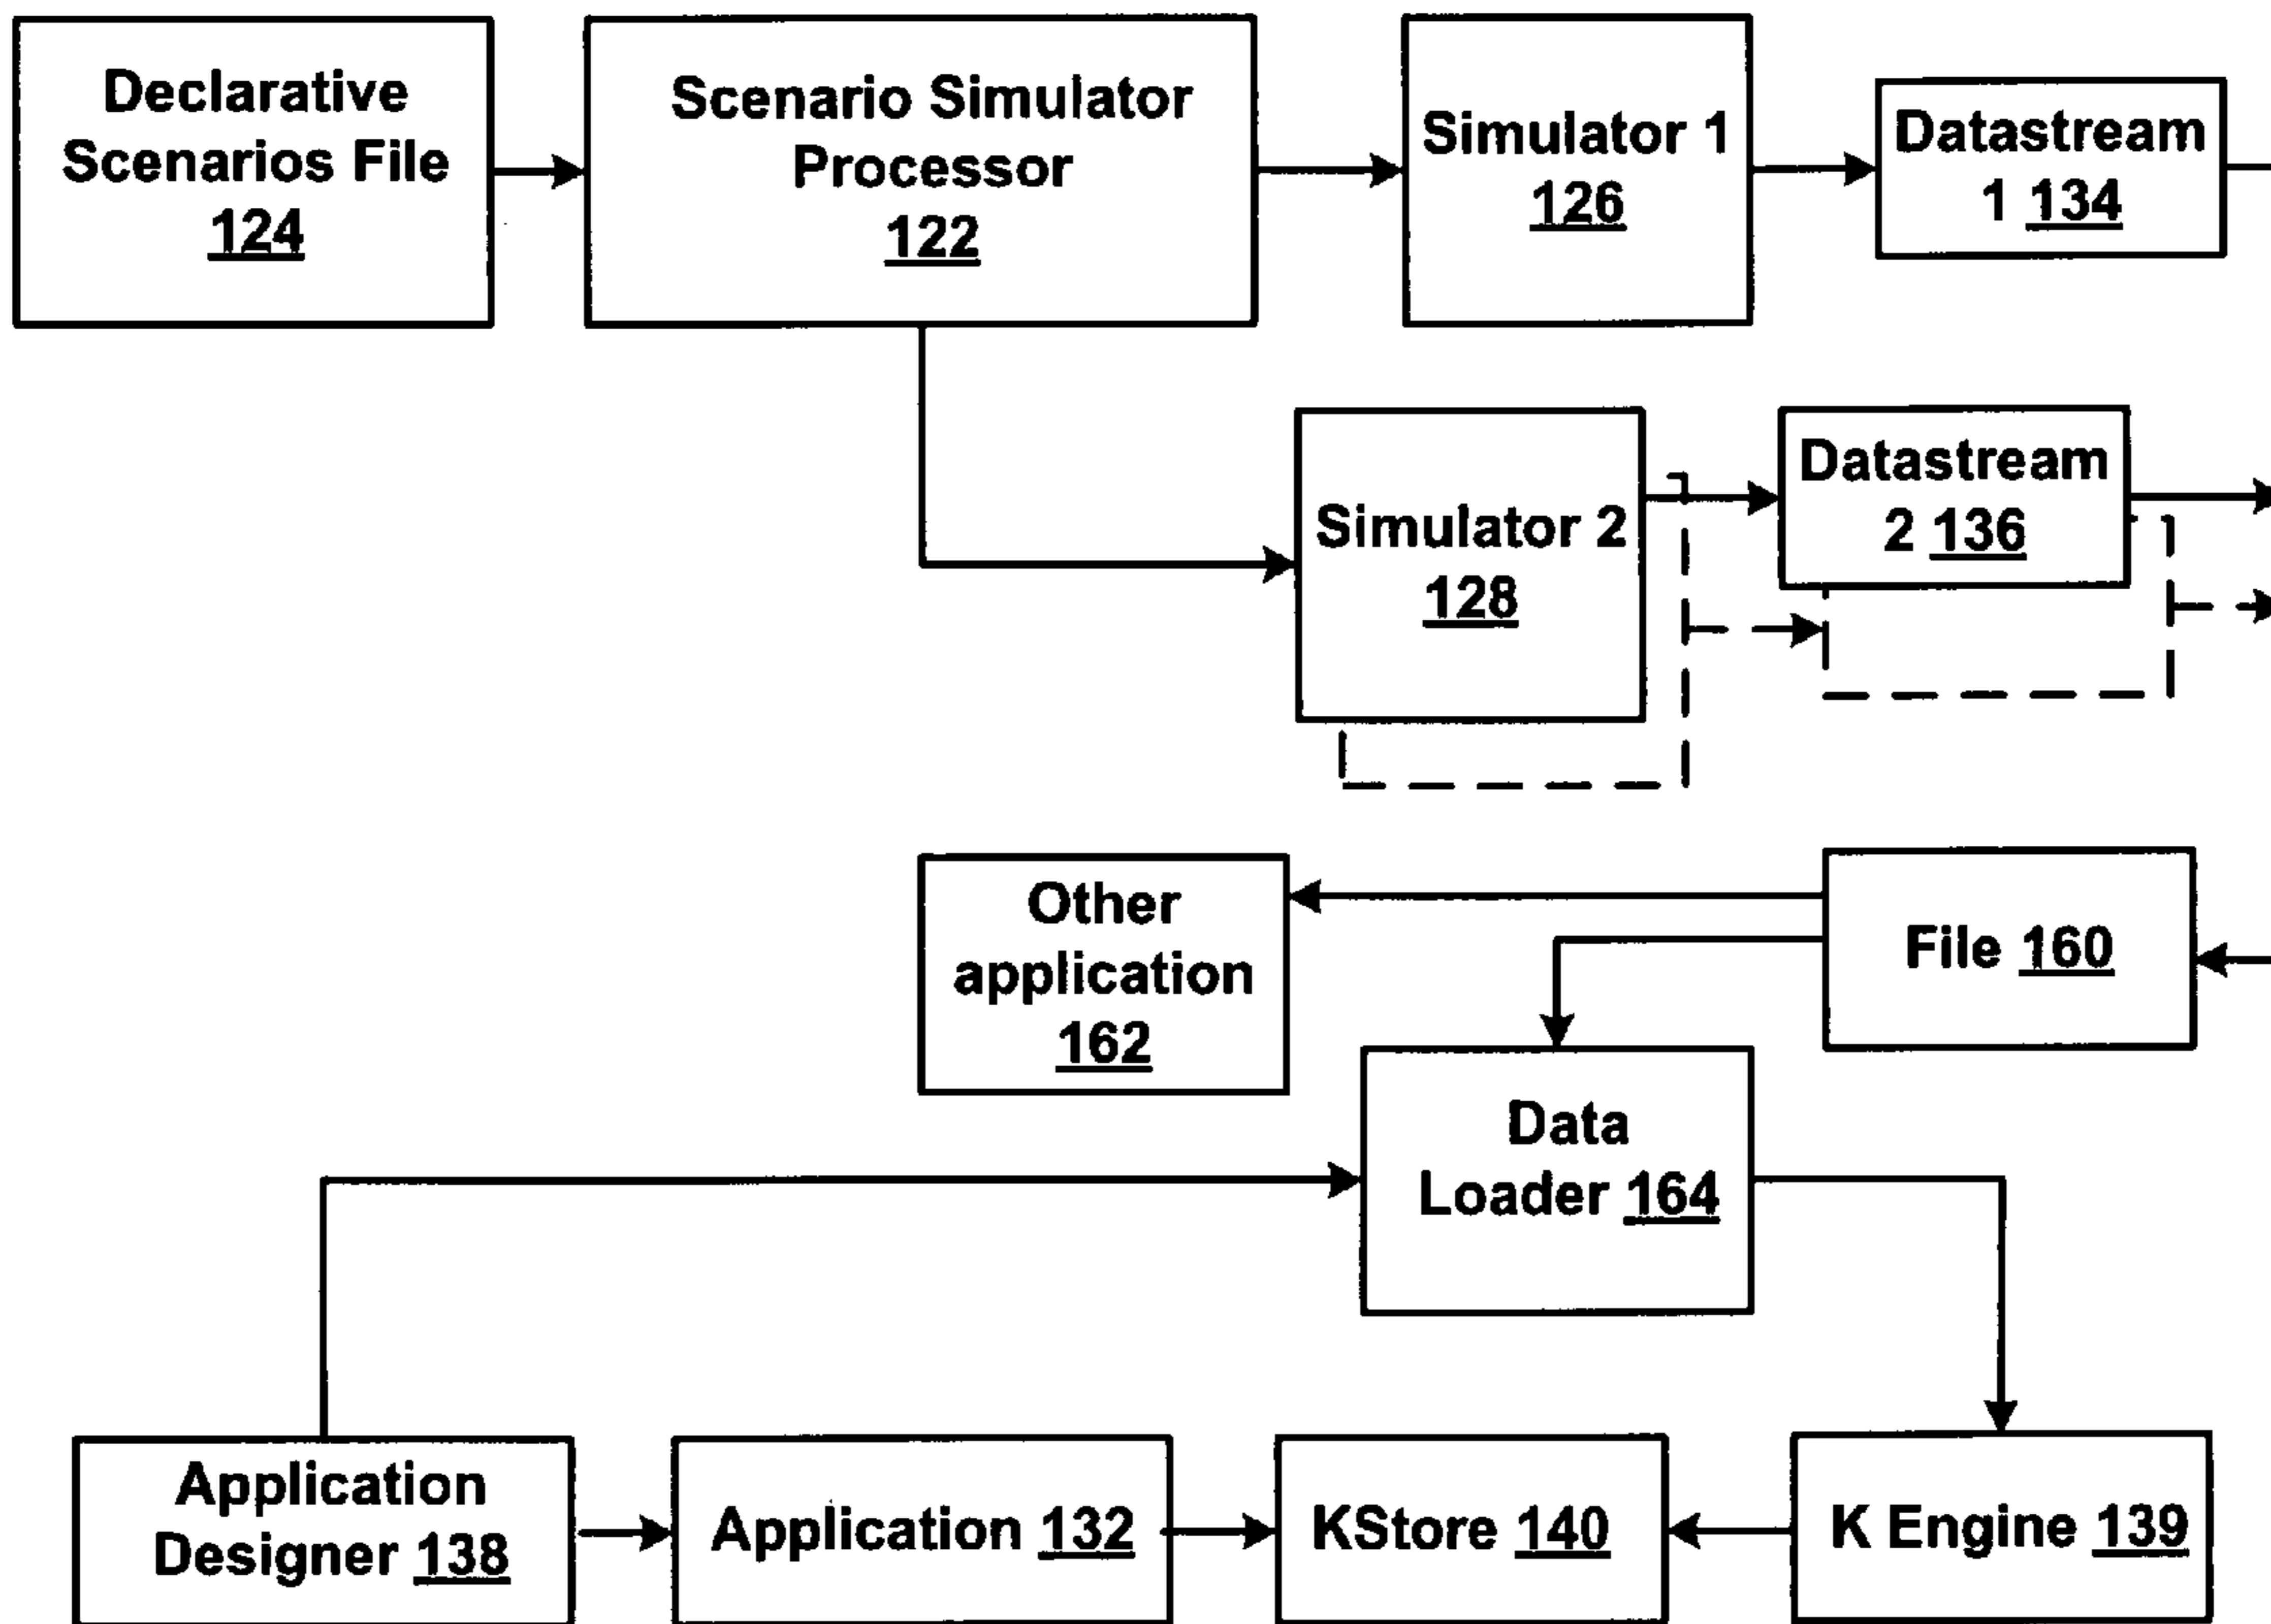 Declarative
Scenarios File
124
Scenario Simulator
Processor
122
Simulator 1
126
Datastream
1 134
Simulator 2
128
Datastream
2 136
Other
application
162
File 160
Data
Loader 164
Application
Designer 138
Application 132
KStore 140
K Engine 139